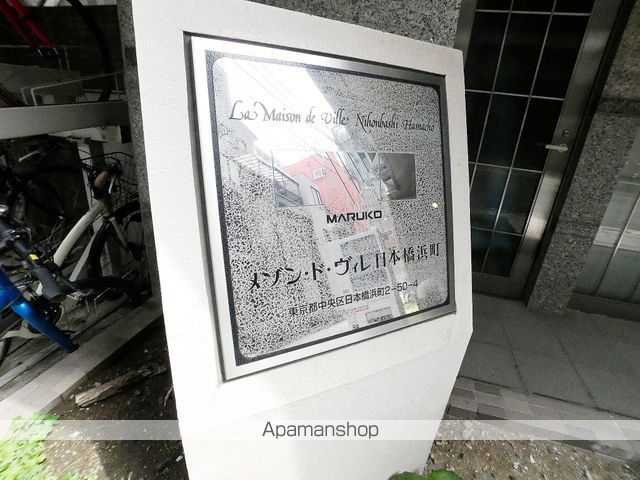 La Maison de Ville Nihonbashi Hamacho
MARUKO
メゾン・ド・ヴィレ日本橋浜町
東京都中央区日本橋浜町2-50-4
Apamanshop